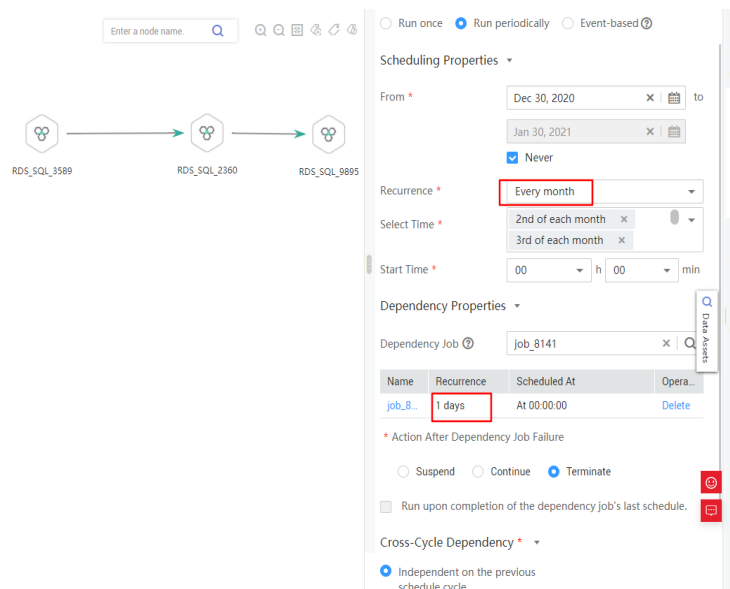 Enter a node name.
RDS_SQL_3589
RDS_SQL_2360
RDS_SQL_9895
Run once Run periodically Event-based
Scheduling Properties
From * Dec 30, 2020 to
Jan 30, 2021
Never
Recurrence * Every month
Select Time * 2nd of each month ×
3rd of each month ×
Start Time * 00 h 00 min
Dependency Properties
Data Assets
Dependency Job job_8141
Name Recurrence Scheduled At Opera...
job_8... 1 days At 00:00:00 Delete
* Action After Dependency Job Failure
Suspend Continue Terminate
Run upon completion of the dependency job's last schedule.
Cross-Cycle Dependency *
Independent on the previous
schedule cycle